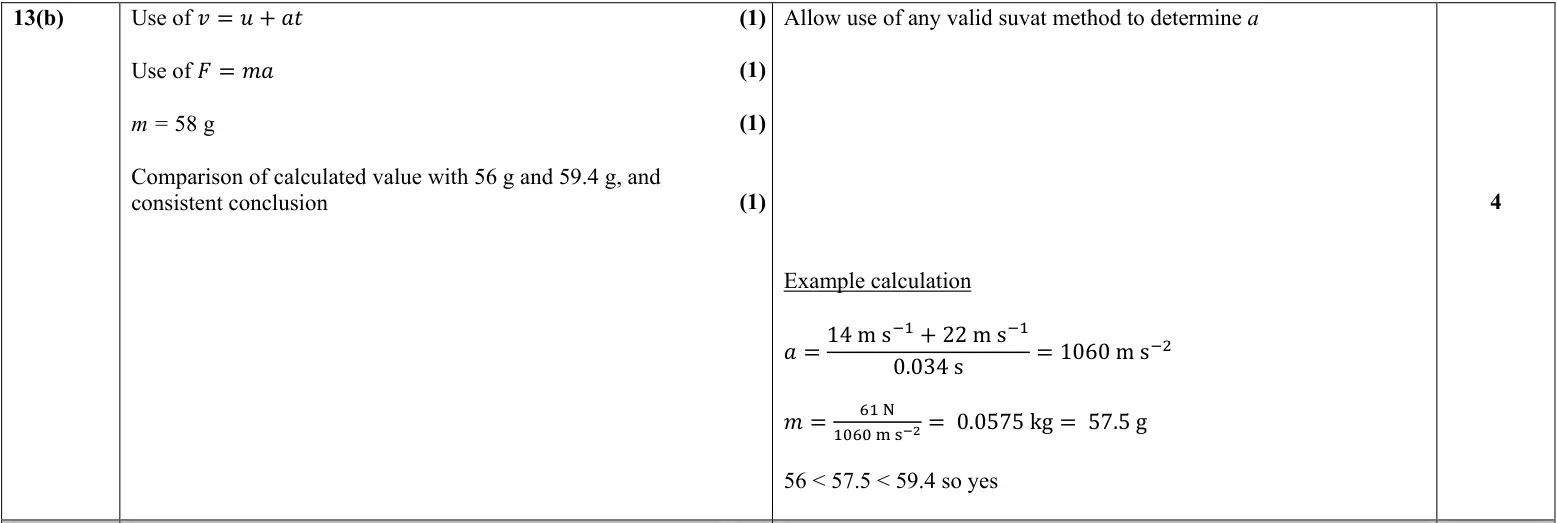 13(b)
Use of 𝑣 = 𝑢 + 𝑎𝑡 (1)
Allow use of any valid suvat method to determine a
Use of 𝐹 = 𝑚𝑎 (1)
m = 58 g (1)
Comparison of calculated value with 56 g and 59.4 g, and
consistent conclusion (1)
4
Example calculation
𝑎 = (14 m s⁻¹ + 22 m s⁻¹) / 0.034 s = 1060 m s⁻²
𝑚 = 61 N / 1060 m s⁻² = 0.0575 kg = 57.5 g
56 < 57.5 < 59.4 so yes